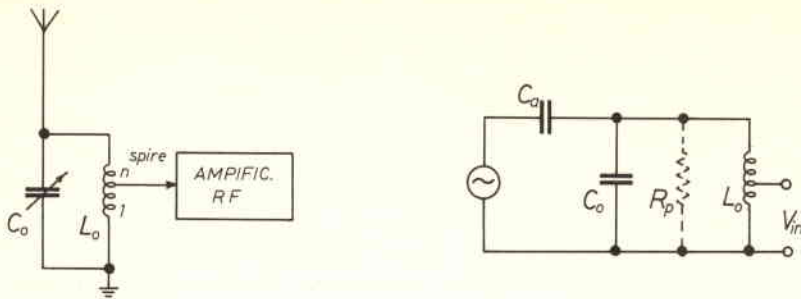 spire
n
1
AMPIFIC.
RF
C₀
L₀
Cₐ
C₀
Rₚ
L₀
Vin